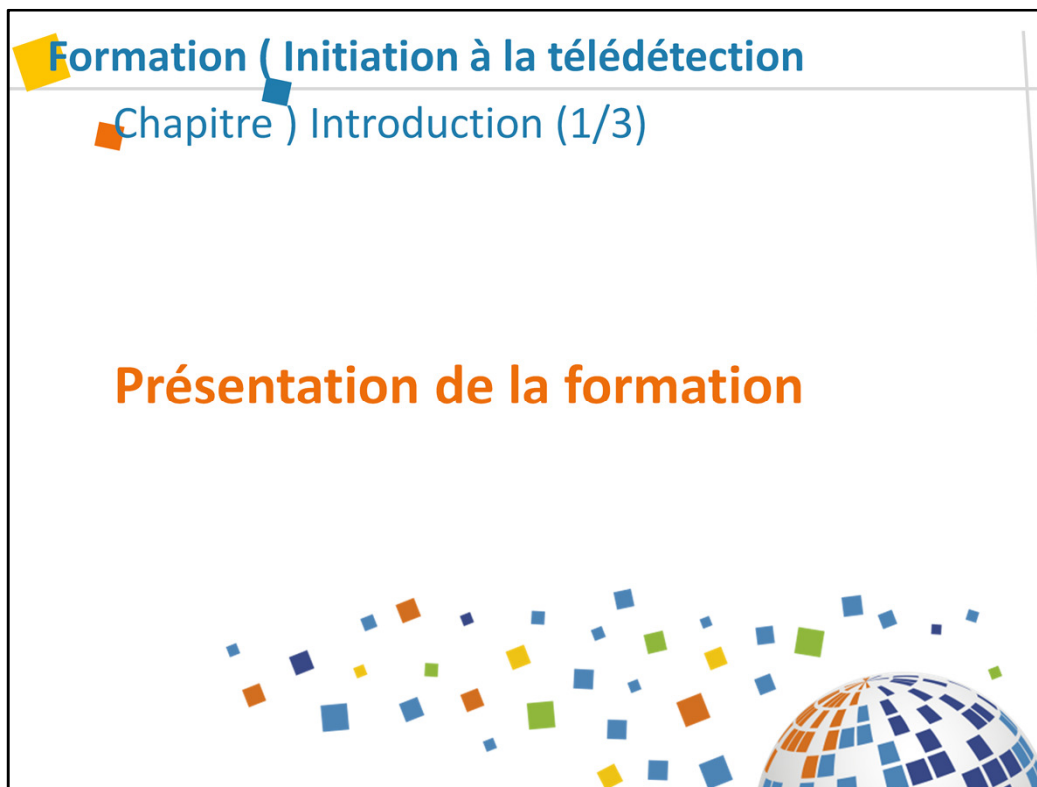 Formation ( Initiation à la télédétection
Chapitre ) Introduction (1/3)
Présentation de la formation